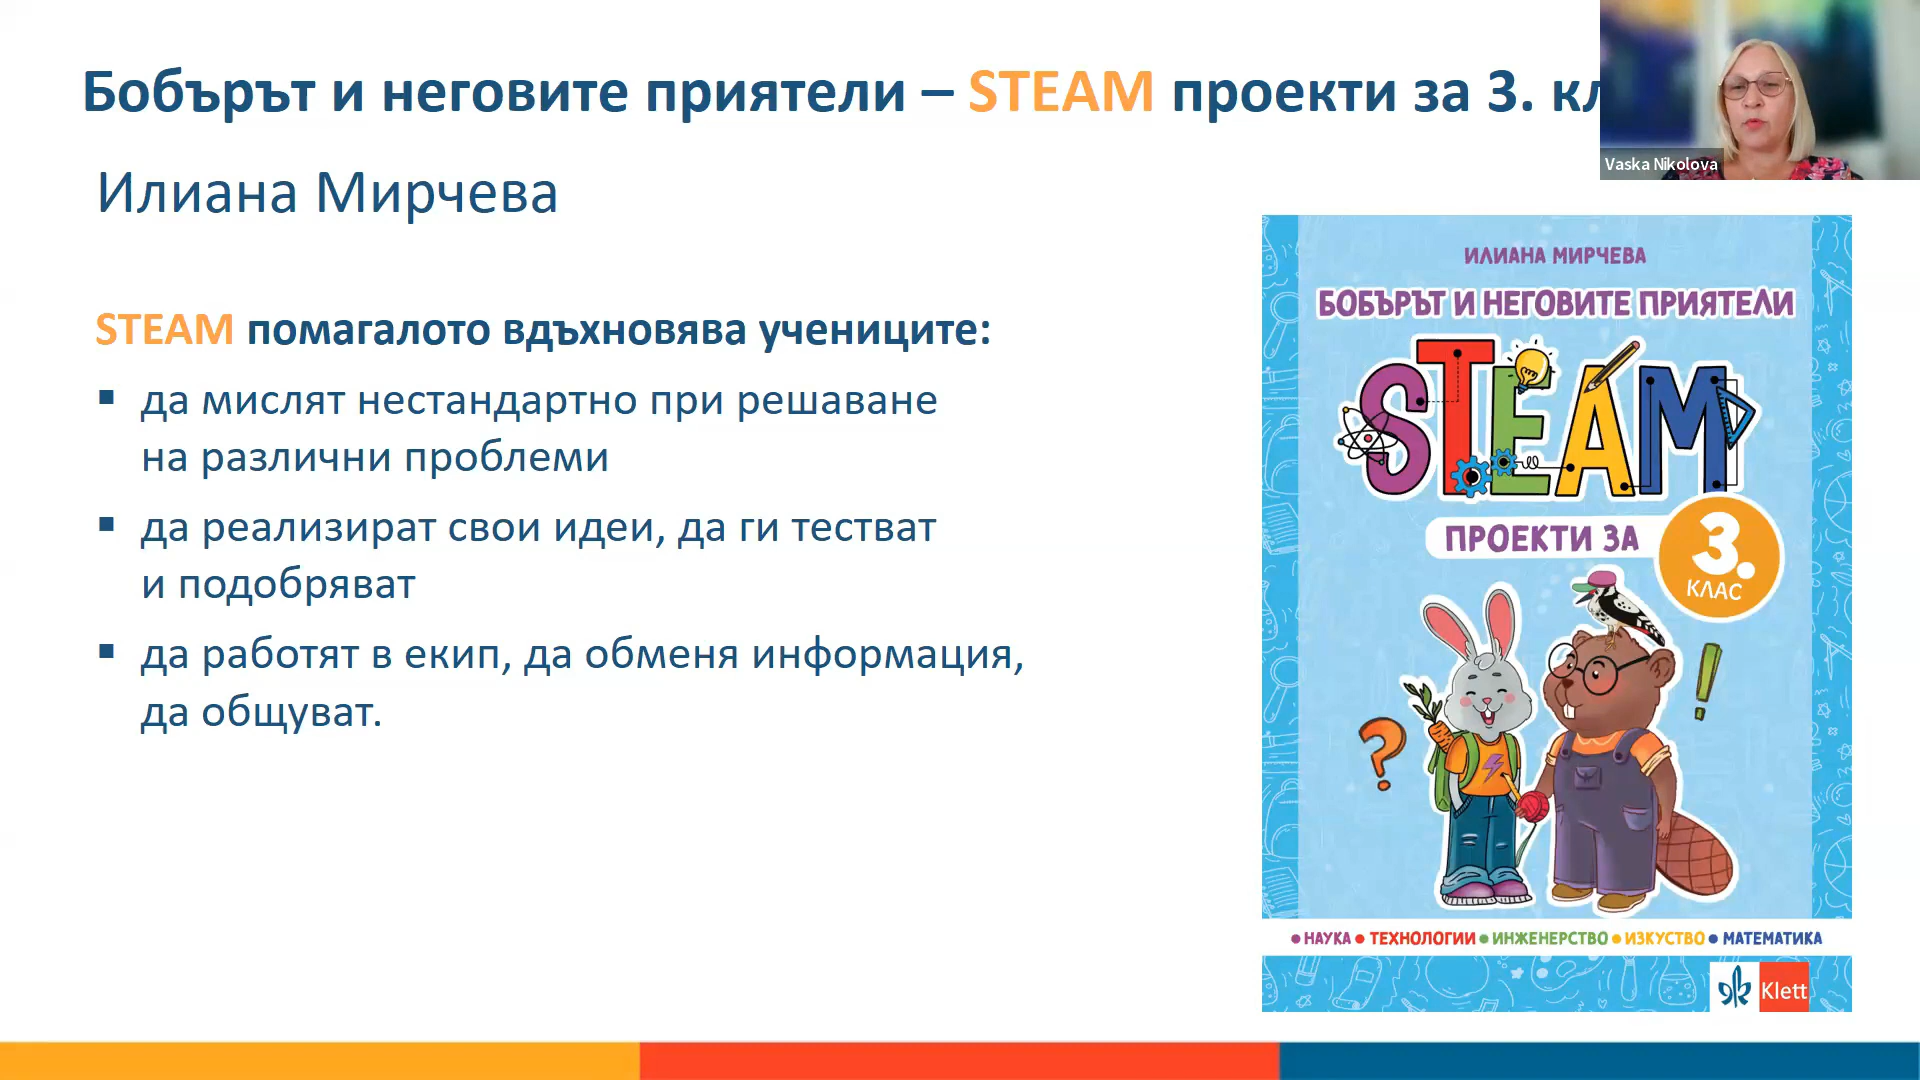 Бобърът и неговите приятели – STEAM проекти за 3. кл
Vaska Nikolova
Илиана Мирчева
STEAM помагалото вдъхновява учениците:
▪ да мислят нестандартно при решаване
на различни проблеми
▪ да реализират свои идеи, да ги тестват
и подобряват
▪ да работят в екип, да обменя информация,
да общуват.
ИЛИАНА МИРЧЕВА
БОБЪРЪТ И НЕГОВИТЕ ПРИЯТЕЛИ
STEAM
ПРОЕКТИ ЗА
3.
КЛАС
? !
• НАУКА • ТЕХНОЛОГИИ • ИНЖЕНЕРСТВО • ИЗКУСТВО • МАТЕМАТИКА
Klett